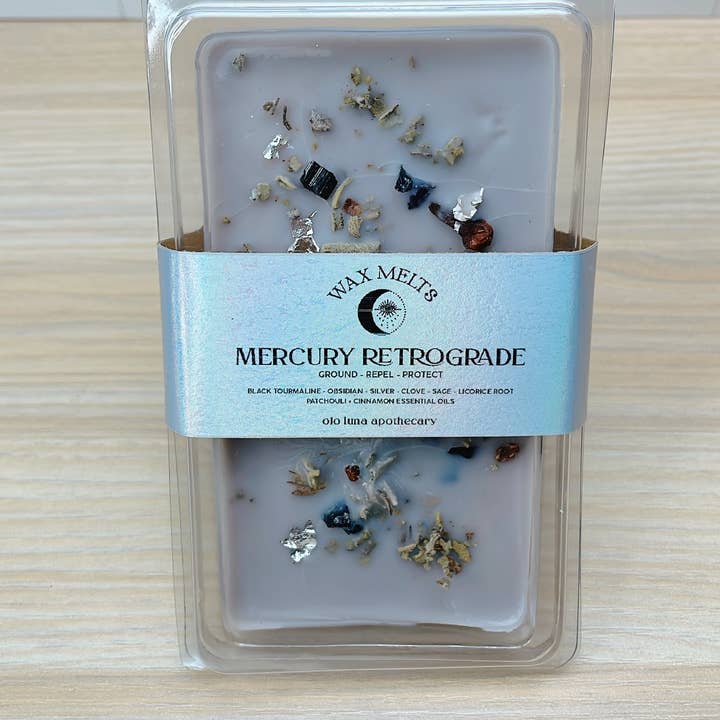 WAX MELTS
MERCURY RETROGRADE
GROUND - REPEL - PROTECT
BLACK TOURMALINE - OBSIDIAN - SILVER - CLOVE - SAGE - LICORICE ROOT
PATCHOULI + CINNAMON ESSENTIAL OILS
olo luna apothecary